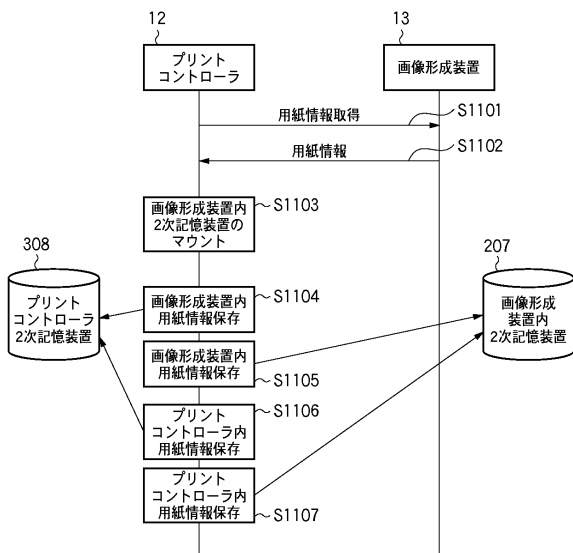 12
13
プリント
コントローラ
画像形成装置
用紙情報取得
S1101
用紙情報
S1102
画像形成装置内
2次記憶装置の
マウント
S1103
308
プリント
コントローラ
2次記憶装置
207
画像形成
装置内
2次記憶装置
画像形成装置内
用紙情報保存
S1104
画像形成装置内
用紙情報保存
S1105
プリント
コントローラ内
用紙情報保存
S1106
プリント
コントローラ内
用紙情報保存
S1107